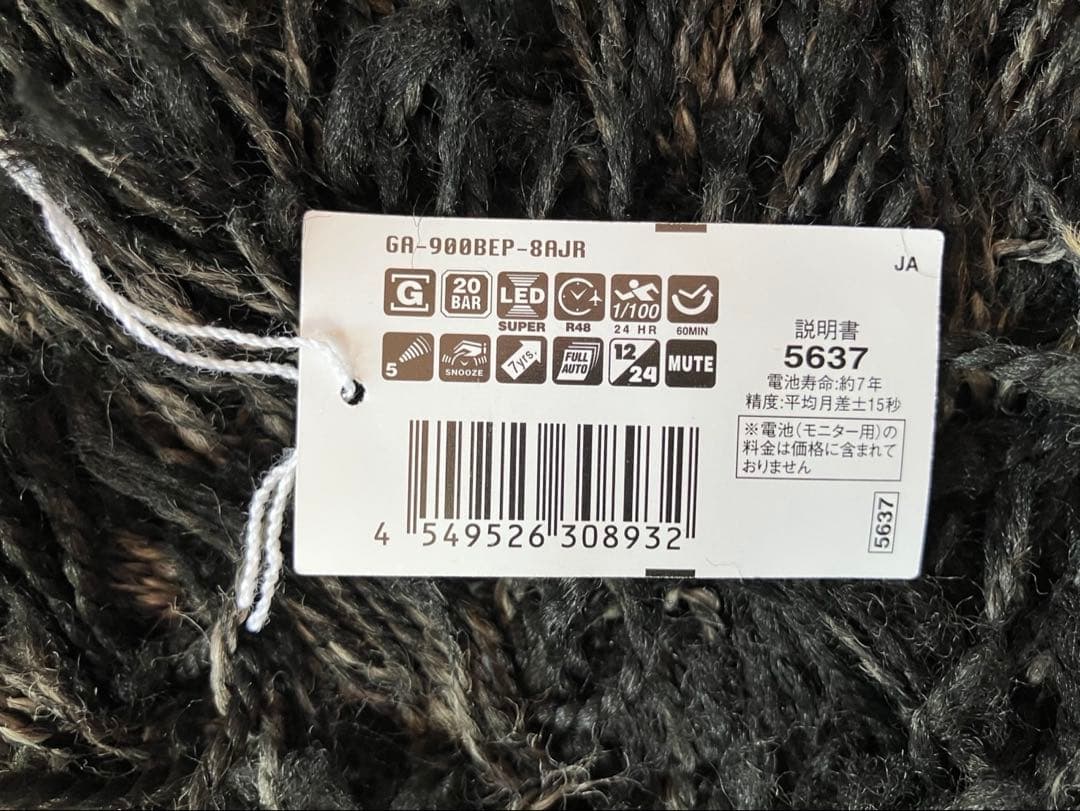 GA-900BEP-8AJR
JA
G
20
BAR
LED
SUPER
R48
1/100
24 HR
60MIN
5
SNOOZE
7yrs.
FULL
AUTO
12
24
MUTE
説明書
5637
電池寿命:約7年
精度:平均月差±15秒
※電池(モニター用)の
料金は価格に含まれて
おりません
4 549526 308932
5637